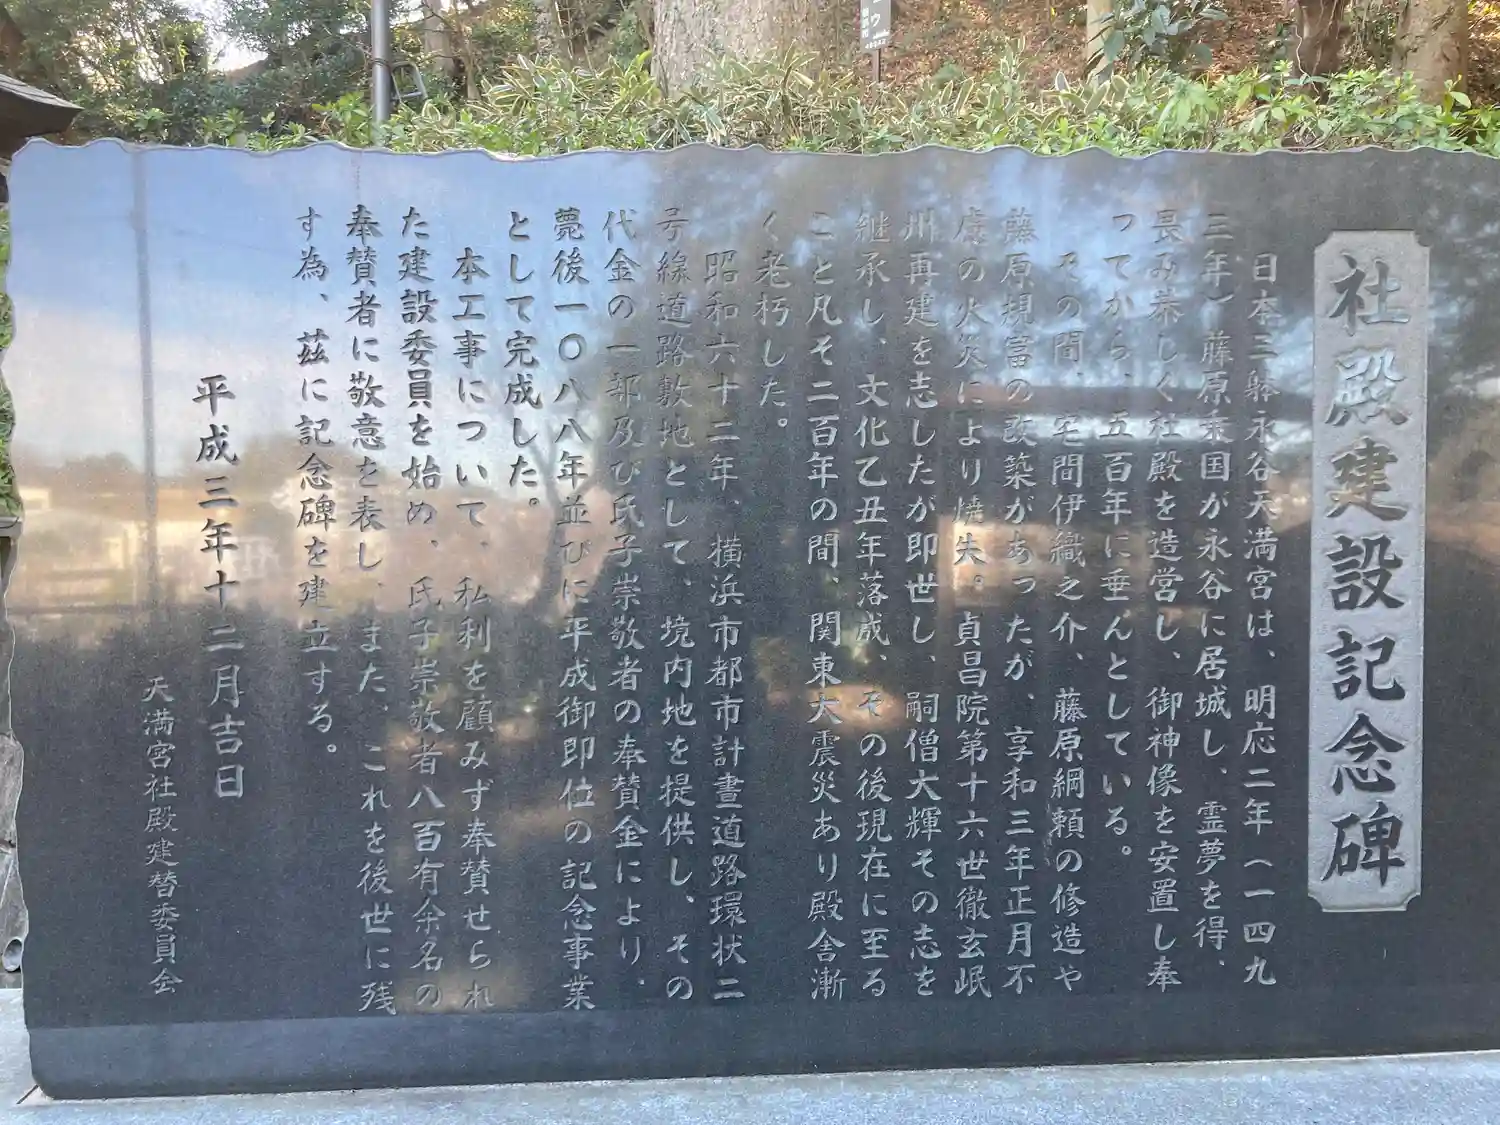 社殿建設記念碑
日本三躰永谷天満宮は、明応二年(一四九
三年)藤原乘国が永谷に居城し、霊夢を得、
畏み恭しく社殿を造営し、御神像を安置し奉
ってから、五百年に垂んとしている。
その間、宅間伊織之介、藤原綱頼の修造や
藤原規富の改築があったが、享和三年正月不
慮の火災により焼失。貞昌院第十六世徹玄岷
州再建を志したが即世し、嗣僧大輝その志を
継承し、文化乙丑年落成、その後現在に至る
こと凡そ二百年の間、関東大震災あり殿舎漸
く老朽した。
昭和六十二年、横浜市都市計畫道路環状二
号線道路敷地として、境内地を提供し、その
代金の一部及び氏子崇敬者の奉賛金により、
薨後一〇八八年並びに平成御即位の記念事業
として完成した。
本工事について、私利を顧みず奉賛せられ
た建設委員を始め、氏子崇敬者八百有余名の
奉賛者に敬意を表し、また、これを後世に残
す為、茲に記念碑を建立する。
平成三年十二月吉日
天満宮社殿建替委員会